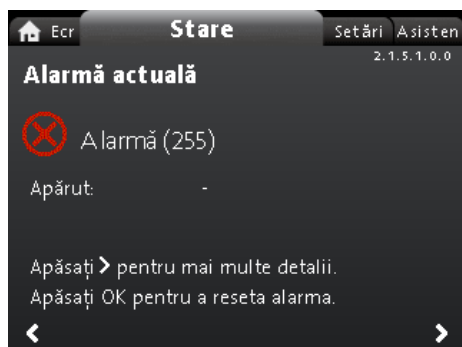 Ecr Stare Setări Asisten
2.1.5.1.0.0
Alarmă actuală
Alarmă (255)
Apărut: -
Apăsați > pentru mai multe detalii.
Apăsați OK pentru a reseta alarma.